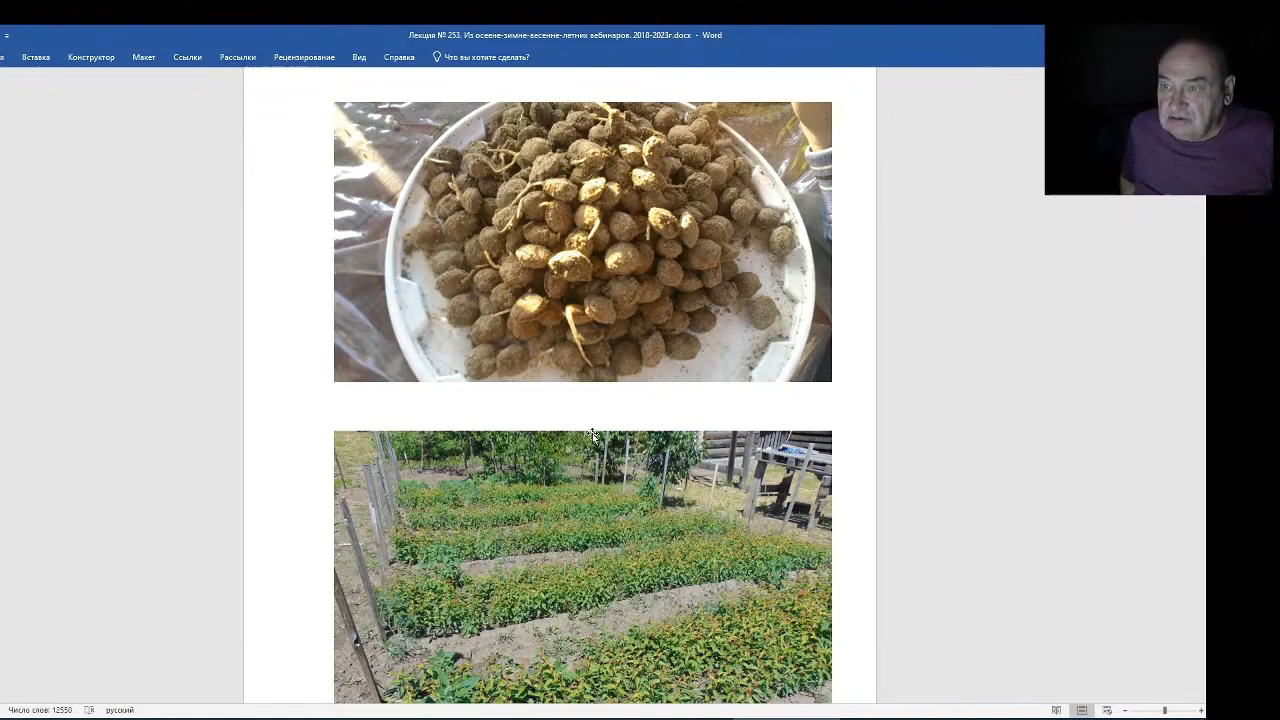 Лекция № 253. Из осеене-зимне-весенне-летних вебинаров. 2018-2023г.docx - Word
я Вставка Конструктор Макет Ссылки Рассылки Рецензирование Вид Справка Что вы хотите сделать?
Число слов: 12550 русский